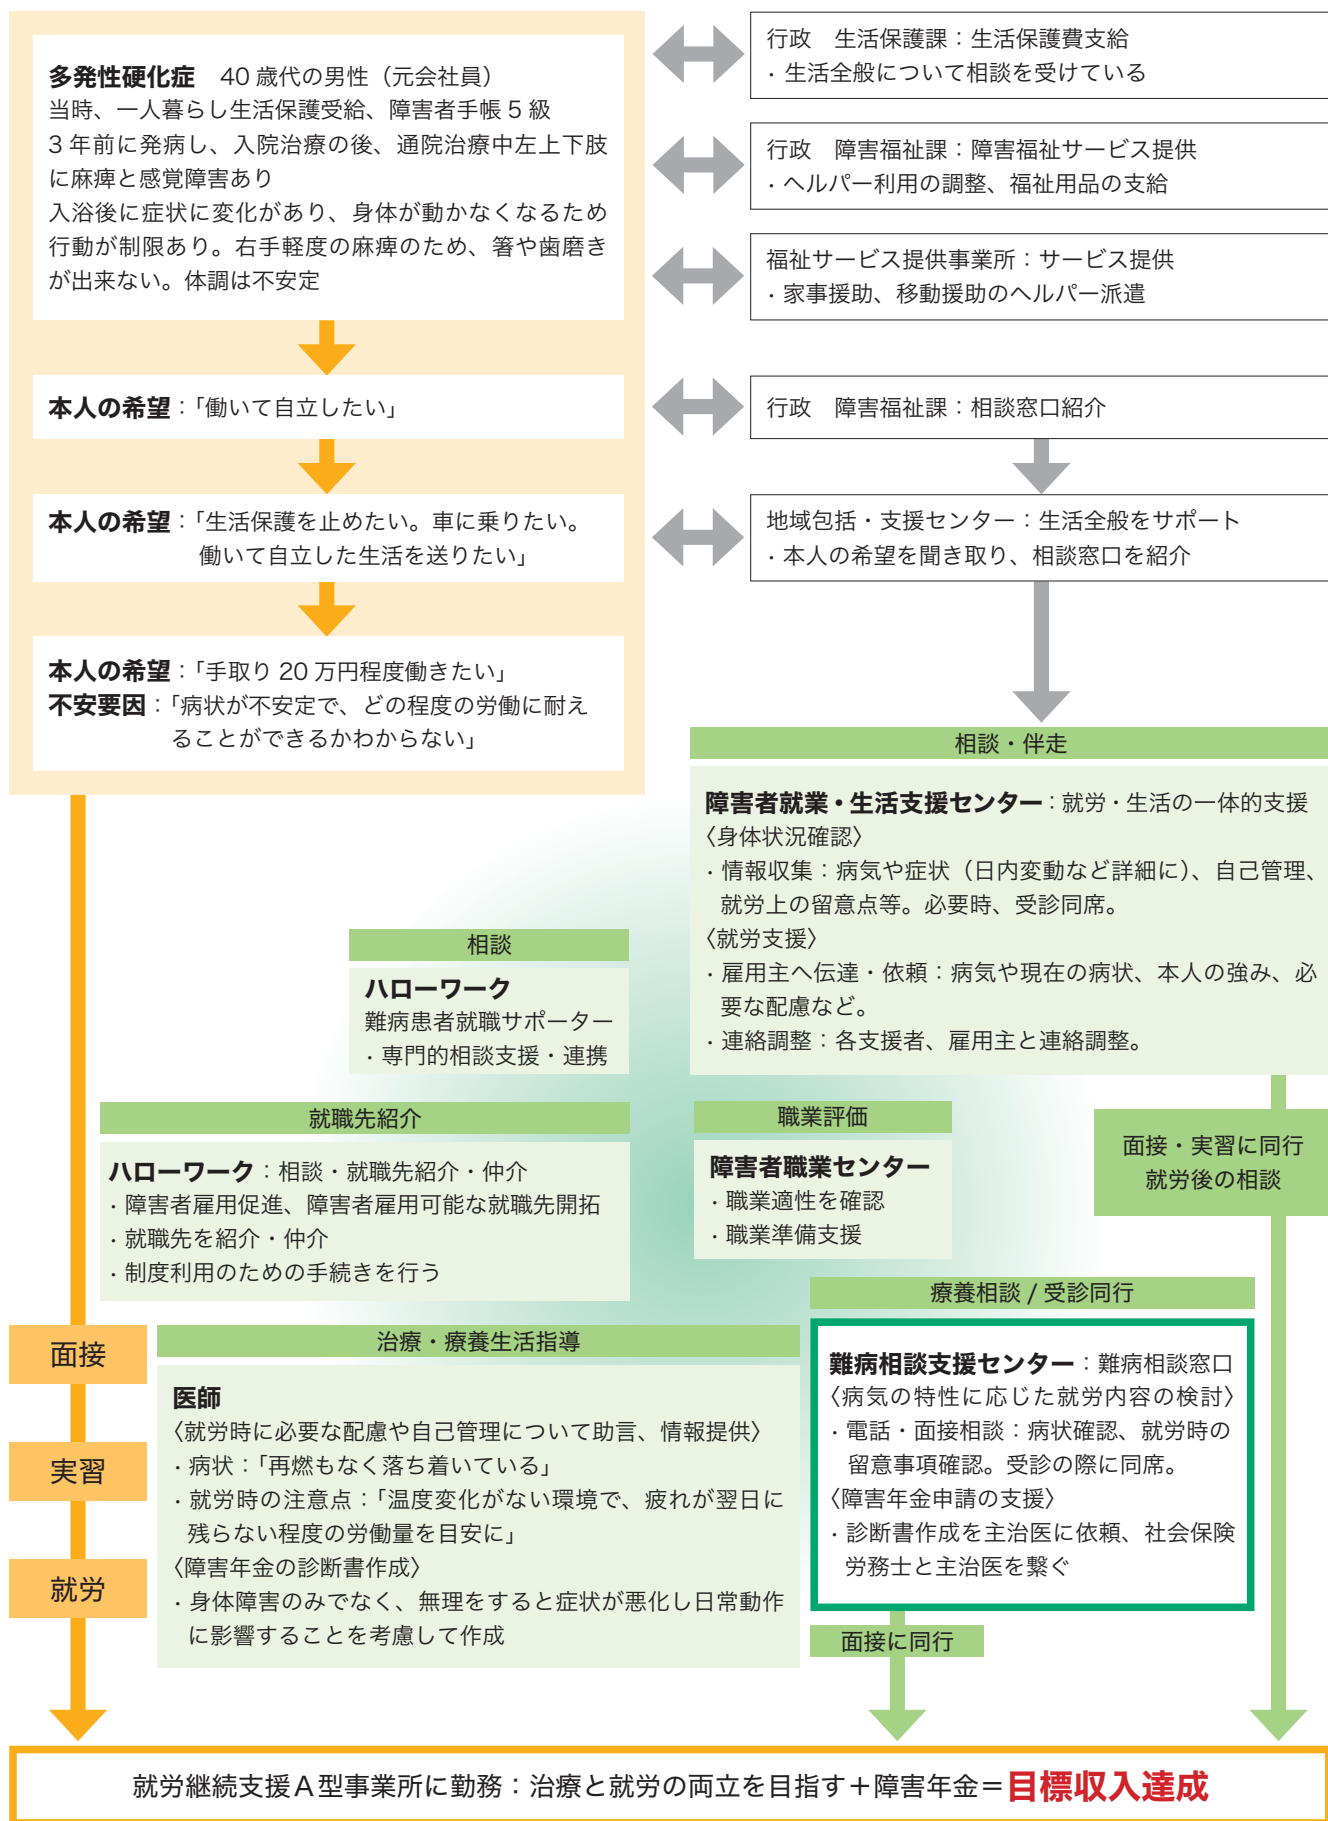 多発性硬化症　40 歳代の男性（元会社員）
当時、一人暮らし生活保護受給、障害者手帳 5 級
3 年前に発病し、入院治療の後、通院治療中左上下肢
に麻痺と感覚障害あり
入浴後に症状に変化があり、身体が動かなくなるため
行動が制限あり。右手軽度の麻痺のため、箸や歯磨き
が出来ない。体調は不安定
行政　生活保護課：生活保護費支給
・生活全般について相談を受けている
行政　障害福祉課：障害福祉サービス提供
・ヘルパー利用の調整、福祉用品の支給
福祉サービス提供事業所：サービス提供
・家事援助、移動援助のヘルパー派遣
本人の希望：「働いて自立したい」
行政　障害福祉課：相談窓口紹介
本人の希望：「生活保護を止めたい。車に乗りたい。
働いて自立した生活を送りたい」
地域包括・支援センター：生活全般をサポート
・本人の希望を聞き取り、相談窓口を紹介
本人の希望：「手取り 20 万円程度働きたい」
不安要因：「病状が不安定で、どの程度の労働に耐え
ることができるかわからない」
相談・伴走
障害者就業・生活支援センター：就労・生活の一体的支援
〈身体状況確認〉
・情報収集：病気や症状（日内変動など詳細に）、自己管理、
就労上の留意点等。必要時、受診同席。
〈就労支援〉
・雇用主へ伝達・依頼：病気や現在の病状、本人の強み、必
要な配慮など。
・連絡調整：各支援者、雇用主と連絡調整。
相談
ハローワーク
難病患者就職サポーター
・専門的相談支援・連携
就職先紹介
ハローワーク：相談・就職先紹介・仲介
・障害者雇用促進、障害者雇用可能な就職先開拓
・就職先を紹介・仲介
・制度利用のための手続きを行う
職業評価
障害者職業センター
・職業適性を確認
・職業準備支援
面接・実習に同行
就労後の相談
面接
実習
就労
治療・療養生活指導
医師
〈就労時に必要な配慮や自己管理について助言、情報提供〉
・病状：「再燃もなく落ち着いている」
・就労時の注意点：「温度変化がない環境で、疲れが翌日に
残らない程度の労働量を目安に」
〈障害年金の診断書作成〉
・身体障害のみでなく、無理をすると症状が悪化し日常動作
に影響することを考慮して作成
療養相談 / 受診同行
難病相談支援センター：難病相談窓口
〈病気の特性に応じた就労内容の検討〉
・電話・面接相談：病状確認、就労時の
留意事項確認。受診の際に同席。
〈障害年金申請の支援〉
・診断書作成を主治医に依頼、社会保険
労務士と主治医を繋ぐ
面接に同行
就労継続支援A型事業所に勤務：治療と就労の両立を目指す＋障害年金＝目標収入達成